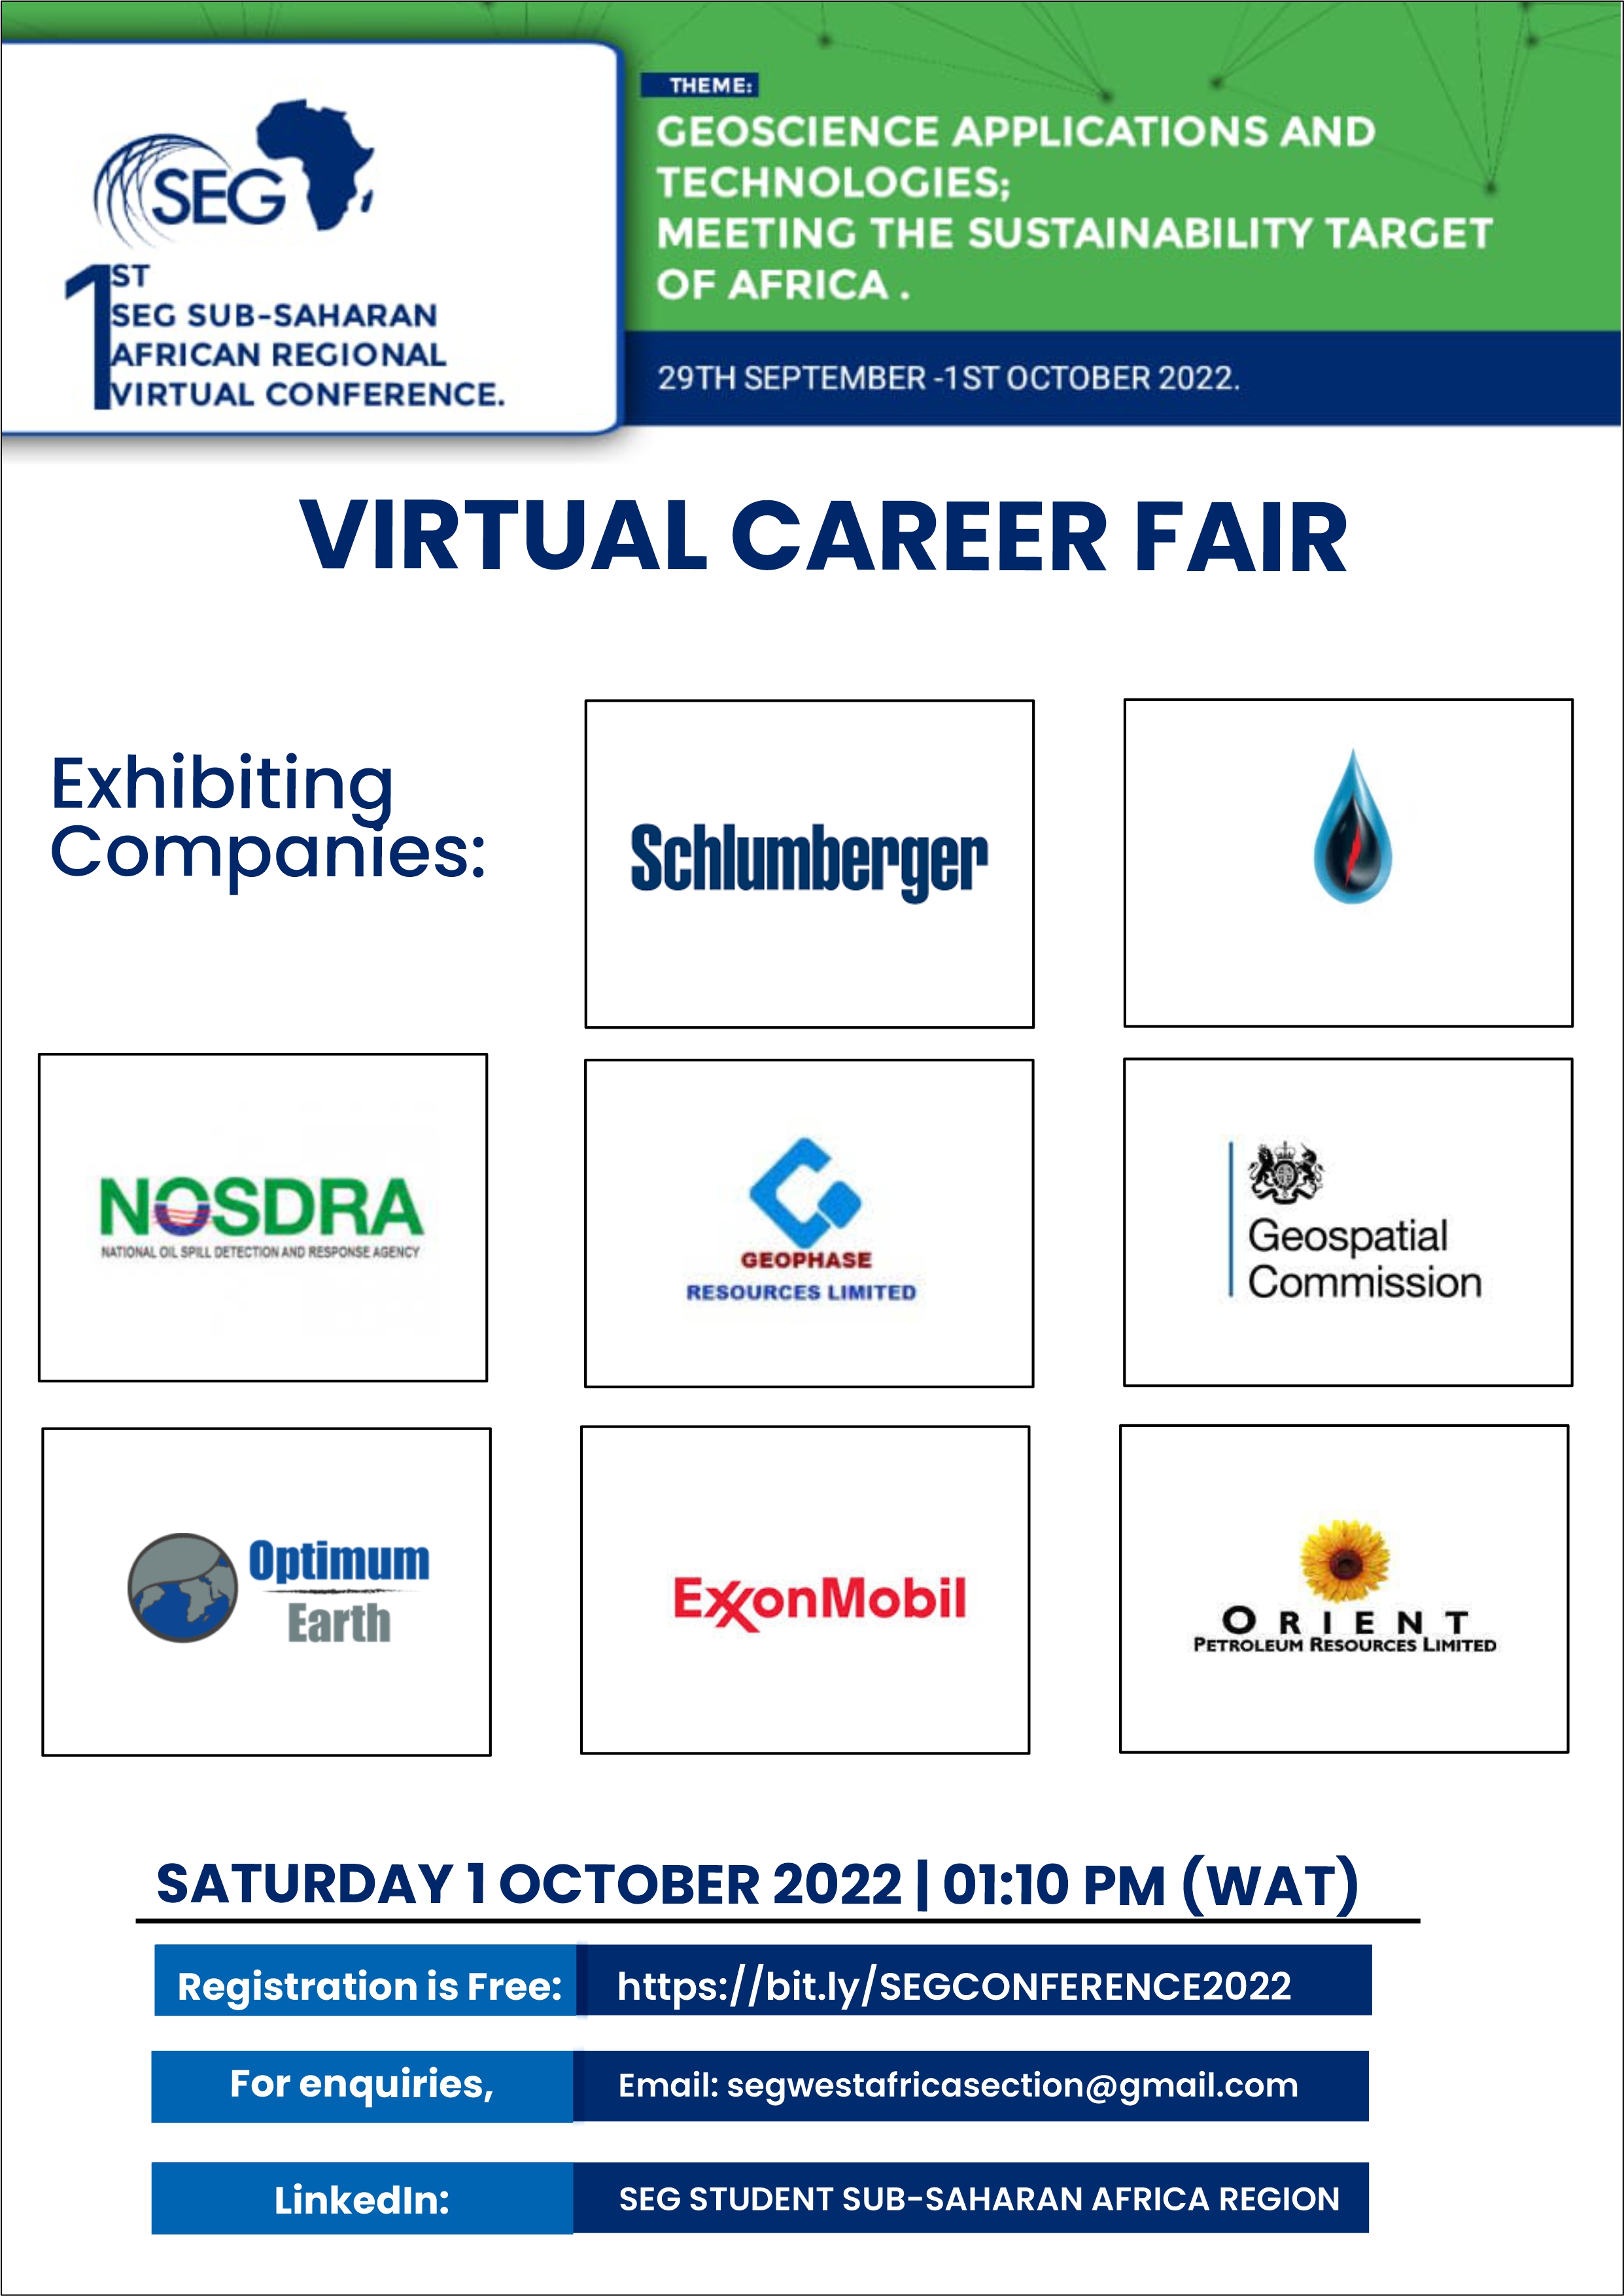 SEG
1ST
SEG SUB-SAHARAN
AFRICAN REGIONAL
VIRTUAL CONFERENCE.
THEME:
GEOSCIENCE APPLICATIONS AND
TECHNOLOGIES;
MEETING THE SUSTAINABILITY TARGET
OF AFRICA .
29TH SEPTEMBER -1ST OCTOBER 2022.
VIRTUAL CAREER FAIR
Exhibiting
Companies:
Schlumberger
NOSDRA
NATIONAL OIL SPILL DETECTION AND RESPONSE AGENCY
GEOPHASE
RESOURCES LIMITED
Geospatial
Commission
Optimum
Earth
ExxonMobil
ORIENT
PETROLEUM RESOURCES LIMITED
SATURDAY 1 OCTOBER 2022 | 01:10 PM (WAT)
Registration is Free: https://bit.ly/SEGCONFERENCE2022
For enquiries, Email: segwestafricasection@gmail.com
LinkedIn: SEG STUDENT SUB-SAHARAN AFRICA REGION